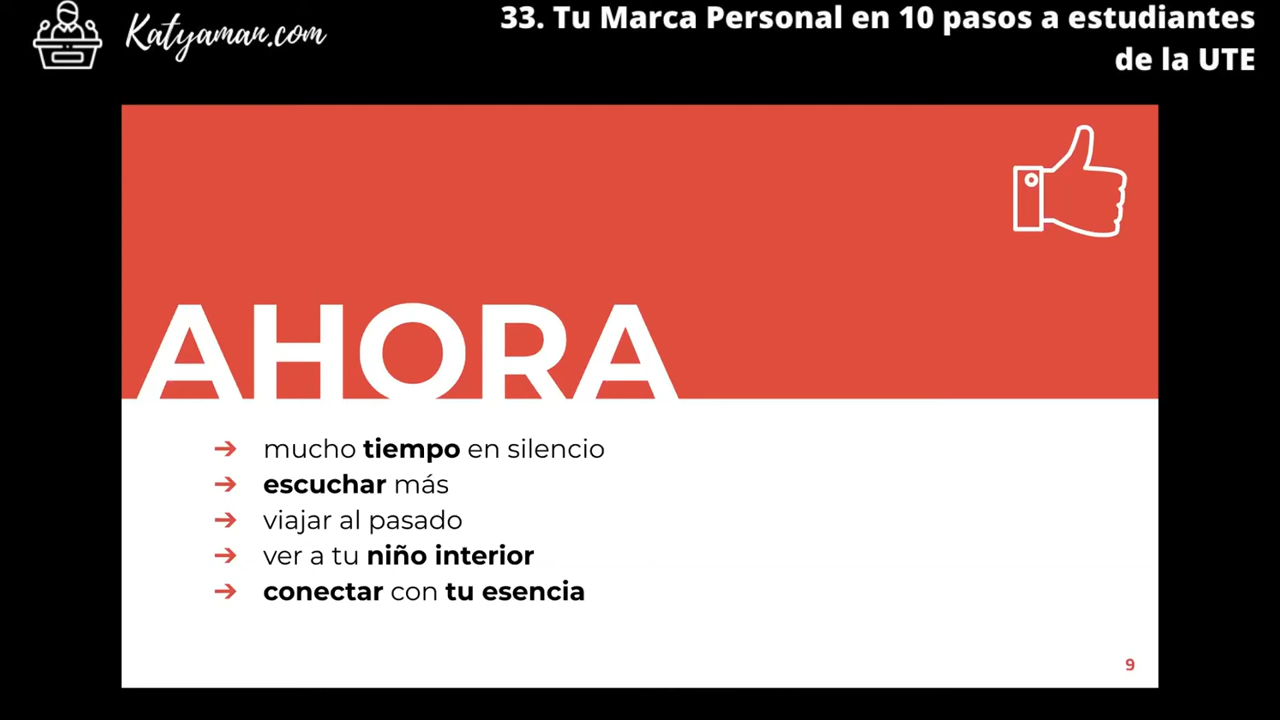 Katyaman.com
33. Tu Marca Personal en 10 pasos a estudiantes
de la UTE
AHORA
➔ mucho tiempo en silencio
➔ escuchar más
➔ viajar al pasado
➔ ver a tu niño interior
➔ conectar con tu esencia
9